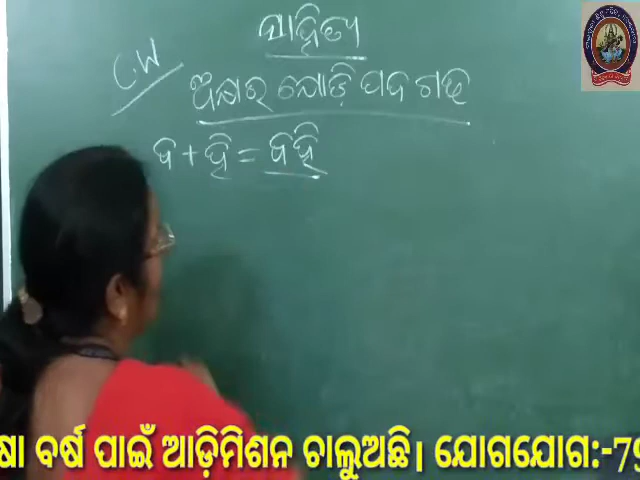 ସାହିତ୍ୟ
CW
ଅକ୍ଷର ଯୋଡ଼ି ପଦ ଗଢ
ବ + ହି = ବହି
ଷା ବର୍ଷ ପାଇଁ ଆଡ଼ିମିଶନ ଚାଲୁଅଛି। ଯୋଗଯୋଗ:-79